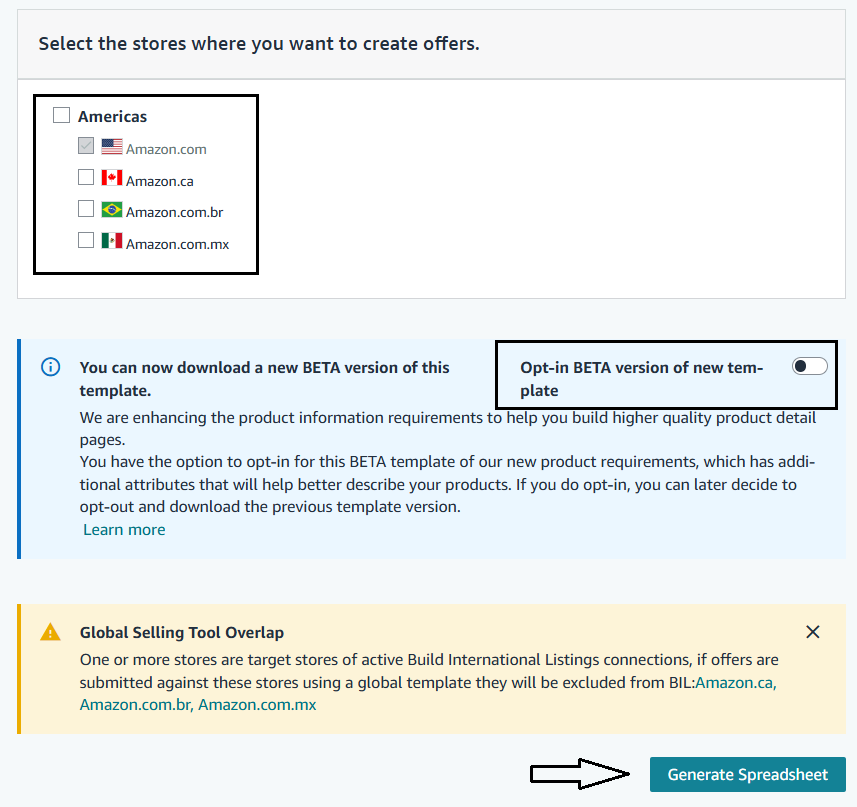 Select the stores where you want to create offers.
Americas
Amazon.com
Amazon.ca
Amazon.com.br
Amazon.com.mx
You can now download a new BETA version of this
template.
Opt-in BETA version of new tem-
plate
We are enhancing the product information requirements to help you build higher quality product detail
pages.
You have the option to opt-in for this BETA template of our new product requirements, which has addi-
tional attributes that will help better describe your products. If you do opt-in, you can later decide to
opt-out and download the previous template version.
Learn more
Global Selling Tool Overlap
One or more stores are target stores of active Build International Listings connections, if offers are
submitted against these stores using a global template they will be excluded from BIL:Amazon.ca,
Amazon.com.br, Amazon.com.mx
Generate Spreadsheet